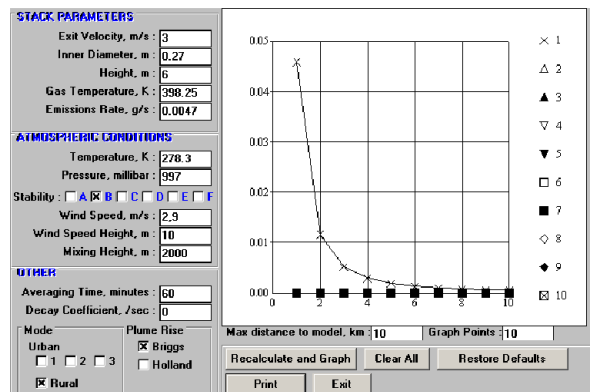 STACK PARAMETERS
Exit Velocity, m/s : 3
Inner Diameter, m : 0.27
Height, m : 6
Gas Temperature, K : 398.25
Emissions Rate, g/s : 0.0047
ATMOSPHERIC CONDITIONS
Temperature, K : 278.3
Pressure, millibar : 997
Stability : A B C D E F
Wind Speed, m/s : 2,9
Wind Speed Height, m : 10
Mixing Height, m : 2000
OTHER
Averaging Time, minutes : 60
Decay Coefficient, /sec : 0
Mode
Urban
1 2 3
Rural
Plume Rise
Briggs
Holland
0.05
0.04
0.03
0.02
0.01
0.00
0 2 4 6 8 10
1
2
3
4
5
6
7
8
9
10
Max distance to model, km : 10 Graph Points : 10
Recalculate and Graph Clear All Restore Defaults
Print Exit